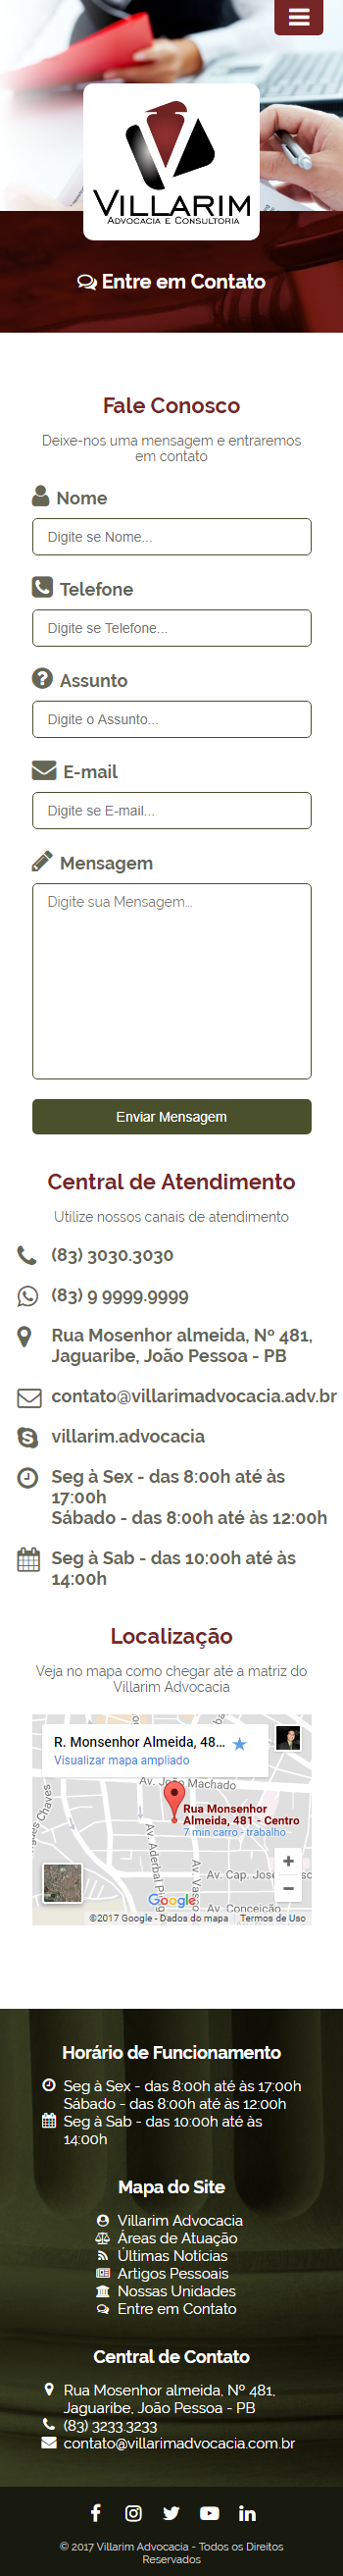 VILLARIM
ADVOCACIA E CONSULTORIA
Entre em Contato
Fale Conosco
Deixe-nos uma mensagem e entraremos
em contato
Nome
Digite se Nome...
Telefone
Digite se Telefone...
Assunto
Digite o Assunto...
E-mail
Digite se E-mail...
Mensagem
Digite sua Mensagem...
Enviar Mensagem
Central de Atendimento
Utilize nossos canais de atendimento
(83) 3030.3030
(83) 9 9999.9999
Rua Mosenhor almeida, Nº 481,
Jaguaribe, João Pessoa - PB
contato@villarimadvocacia.adv.br
villarim.advocacia
Seg à Sex - das 8:00h até às
17:00h
Sábado - das 8:00h até às 12:00h
Seg à Sab - das 10:00h até às
14:00h
Localização
Veja no mapa como chegar até a matriz do
Villarim Advocacia
R. Monsenhor Almeida, 48...
Visualizar mapa ampliado
Av. João Machado
Rua Monsenhor
Almeida, 481 - Centro
7 min carro - trabalho
Av. Aderbal
Av. Vasco
Av. Cap. José
Av. Conceição
Google
©2017 Google - Dados do mapa
Termos de Uso
Horário de Funcionamento
Seg à Sex - das 8:00h até às 17:00h
Sábado - das 8:00h até às 12:00h
Seg à Sab - das 10:00h até às
14:00h
Mapa do Site
Villarim Advocacia
Áreas de Atuação
Últimas Notícias
Artigos Pessoais
Nossas Unidades
Entre em Contato
Central de Contato
Rua Mosenhor almeida, Nº 481,
Jaguaribe, João Pessoa - PB
(83) 3233.3233
contato@villarimadvocacia.com.br
© 2017 Villarim Advocacia - Todos os Direitos
Reservados